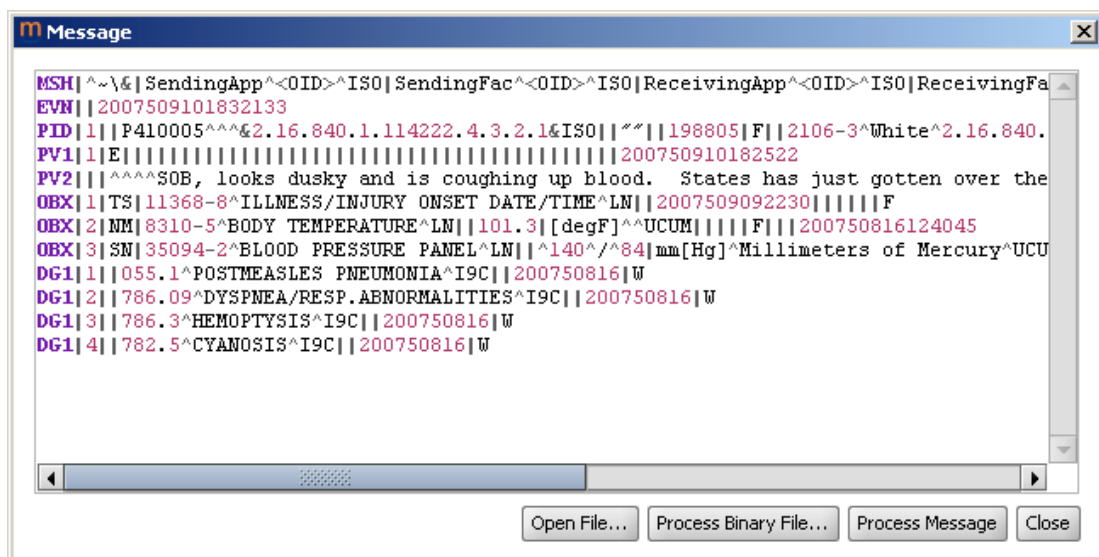 m Message
MSH|^~\&|SendingApp^<OID>^ISO|SendingFac^<OID>^ISO|ReceivingApp^<OID>^ISO|ReceivingFa
EVN||2007509101832133
PID|1||P410005^^^&2.16.840.1.114222.4.3.2.1&ISO||""||198805|F||2106-3^White^2.16.840.
PV1|1|E||||||||||||||||||||||||||||||||||||||||||200750910182522
PV2|||^^^^SOB, looks dusky and is coughing up blood.  States has just gotten over the
OBX|1|TS|11368-8^ILLNESS/INJURY ONSET DATE/TIME^LN||2007509092230||||||F
OBX|2|NM|8310-5^BODY TEMPERATURE^LN||101.3|[degF]^^UCUM|||||F|||200750816124045
OBX|3|SN|35094-2^BLOOD PRESSURE PANEL^LN||^140^/^84|mm[Hg]^Millimeters of Mercury^UCU
DG1|1||055.1^POSTMEASLES PNEUMONIA^I9C||200750816|W
DG1|2||786.09^DYSPNEA/RESP.ABNORMALITIES^I9C||200750816|W
DG1|3||786.3^HEMOPTYSIS^I9C||200750816|W
DG1|4||782.5^CYANOSIS^I9C||200750816|W
Open File... Process Binary File... Process Message Close